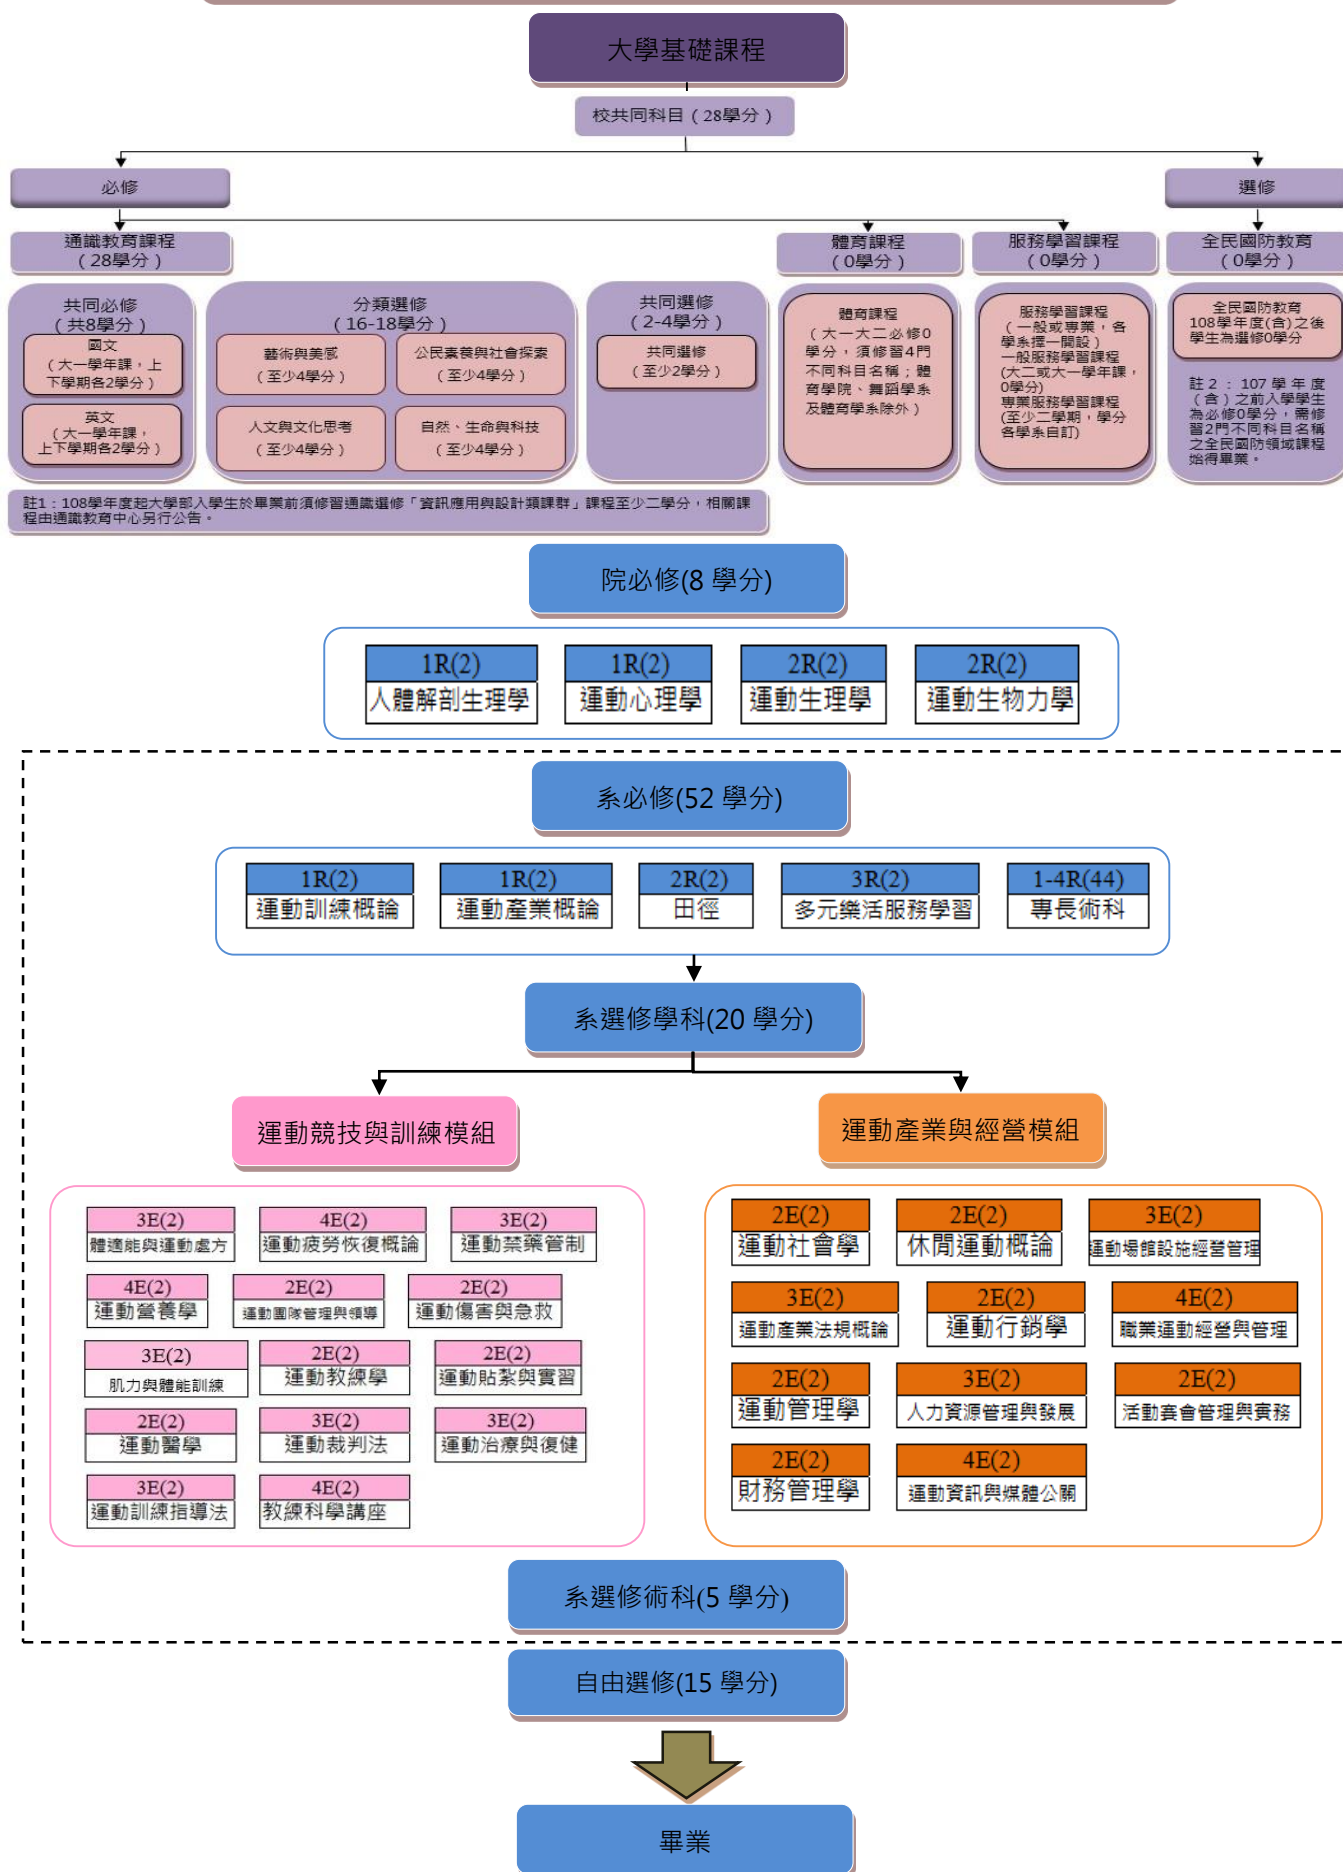 大學基礎課程
校共同科目（28學分）
必修
選修
通識教育課程
（28學分）
體育課程
（0學分）
服務學習課程
（0學分）
全民國防教育
（0學分）
共同必修
（共8學分）
國文
（大一學年課，上
下學期各2學分）
英文
（大一學年課，
上下學期各2學分）
分類選修
（16-18學分）
藝術與美感
（至少4學分）
公民素養與社會探索
（至少4學分）
人文與文化思考
（至少4學分）
自然、生命與科技
（至少4學分）
共同選修
（2-4學分）
共同選修
（至少2學分）
體育課程
（大一大二必修0
學分，須修習4門
不同科目名稱；體
育學院、舞蹈學系
及體育學系除外）
服務學習課程
（一般或專業，各
學系擇一開設）
一般服務學習課程
(大二或大一學年課，
0學分)
專業服務學習課程
(至少二學期，學分
各學系自訂)
全民國防教育
108學年度(含)之後
學生為選修0學分
註2：107學年度
（含）之前入學學生
為必修0學分，需修
習2門不同科目名稱
之全民國防領域課程
始得畢業。
註1：108學年度起大學部入學生於畢業前須修習通識選修「資訊應用與設計類課群」課程至少二學分，相關課
程由通識教育中心另行公告。
院必修(8 學分)
1R(2)
人體解剖生理學
1R(2)
運動心理學
2R(2)
運動生理學
2R(2)
運動生物力學
系必修(52 學分)
1R(2)
運動訓練概論
1R(2)
運動產業概論
2R(2)
田徑
3R(2)
多元樂活服務學習
1-4R(44)
專長術科
系選修學科(20 學分)
運動競技與訓練模組
運動產業與經營模組
3E(2)
體適能與運動處方
4E(2)
運動疲勞恢復概論
3E(2)
運動禁藥管制
4E(2)
運動營養學
2E(2)
運動團隊管理與領導
2E(2)
運動傷害與急救
3E(2)
肌力與體能訓練
2E(2)
運動教練學
2E(2)
運動貼紮與實習
2E(2)
運動醫學
3E(2)
運動裁判法
3E(2)
運動治療與復健
3E(2)
運動訓練指導法
4E(2)
教練科學講座
2E(2)
運動社會學
2E(2)
休閒運動概論
3E(2)
運動場館設施經營管理
3E(2)
運動產業法規概論
2E(2)
運動行銷學
4E(2)
職業運動經營與管理
2E(2)
運動管理學
3E(2)
人力資源管理與發展
2E(2)
活動賽會管理與實務
2E(2)
財務管理學
4E(2)
運動資訊與媒體公關
系選修術科(5 學分)
自由選修(15 學分)
畢業